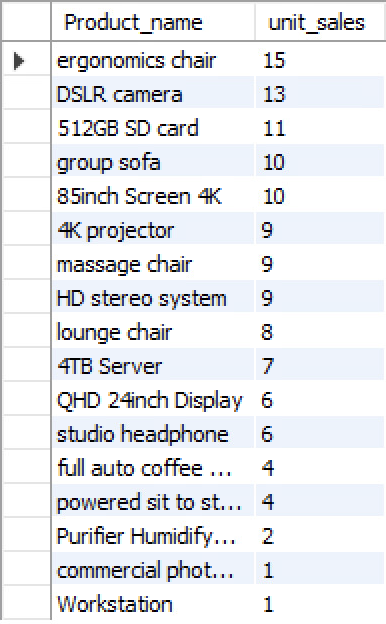 Product_name unit_sales
ergonomics chair 15
DSLR camera 13
512GB SD card 11
group sofa 10
85inch Screen 4K 10
4K projector 9
massage chair 9
HD stereo system 9
lounge chair 8
4TB Server 7
QHD 24inch Display 6
studio headphone 6
full auto coffee ... 4
powered sit to st... 4
Purifier Humidify... 2
commercial phot... 1
Workstation 1